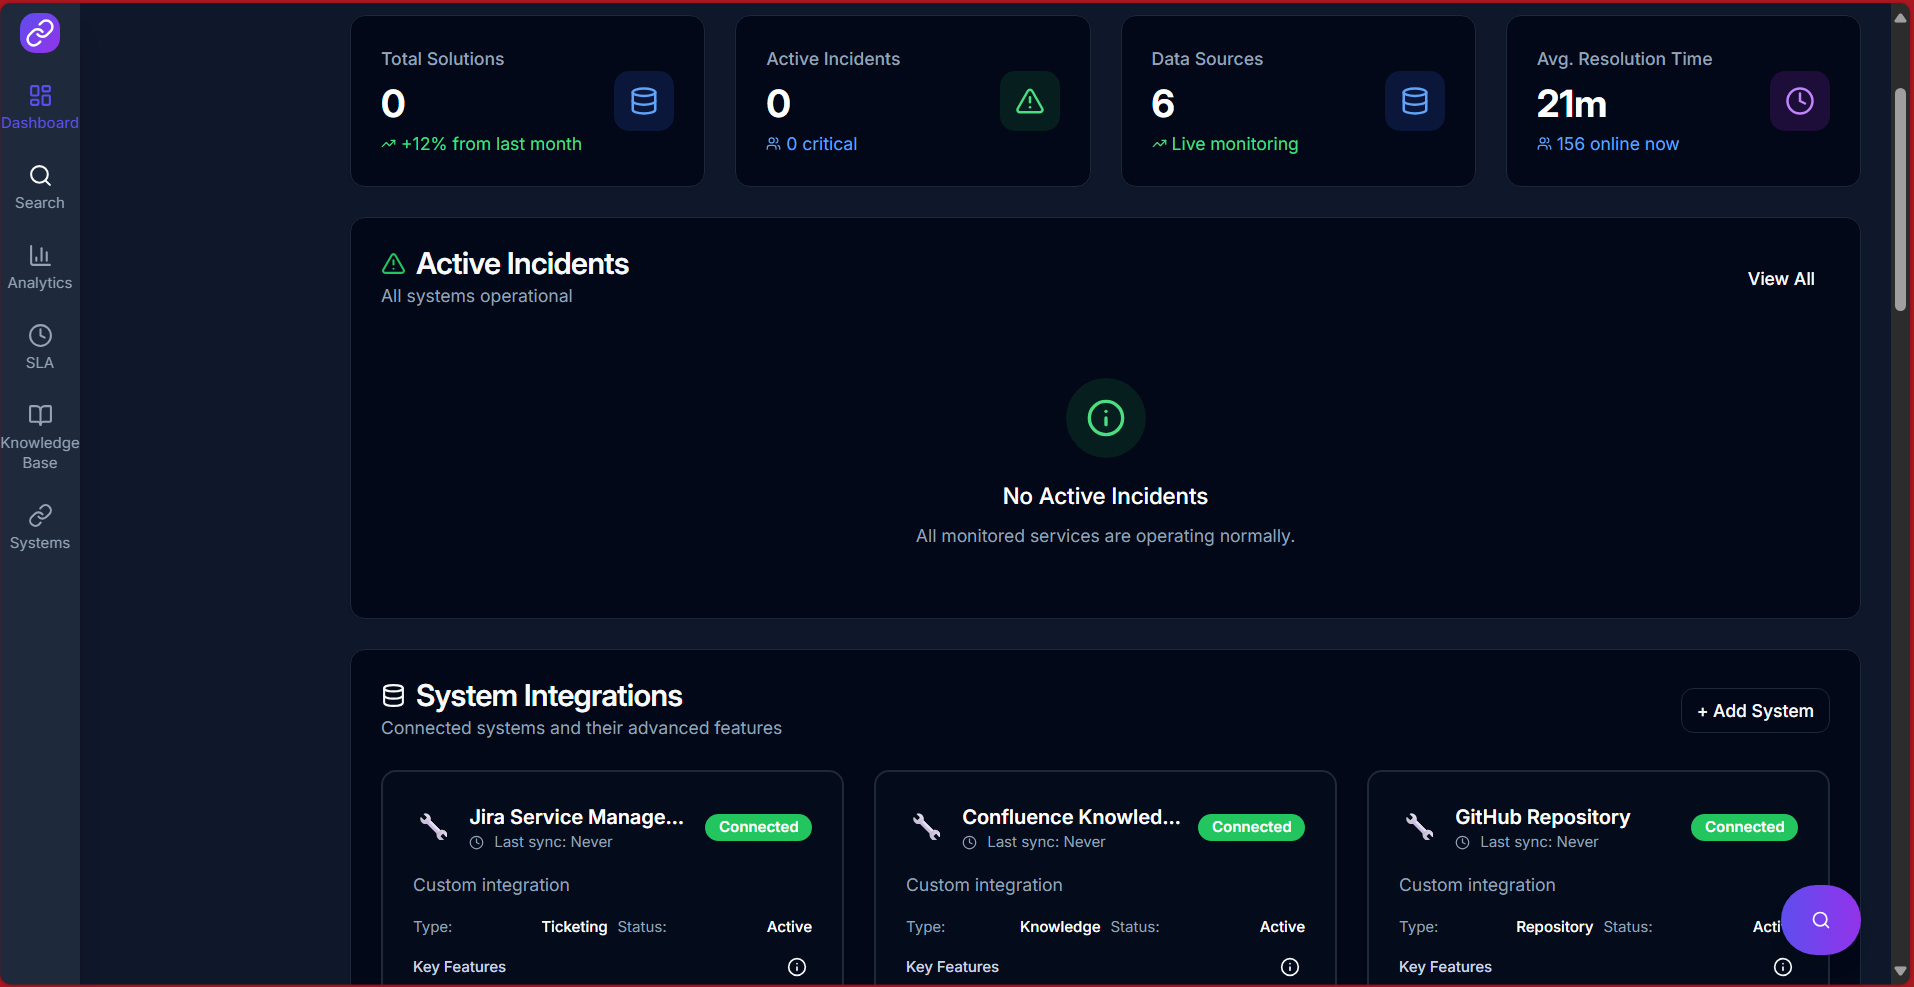 Dashboard
Search
Analytics
SLA
Knowledge
Base
Systems
Total Solutions
0
+12% from last month
Active Incidents
0
0 critical
Data Sources
6
Live monitoring
Avg. Resolution Time
21m
156 online now
Active Incidents
All systems operational
View All
No Active Incidents
All monitored services are operating normally.
System Integrations
Connected systems and their advanced features
+ Add System
Jira Service Manage...
Connected
Last sync: Never
Custom integration
Type: Ticketing Status: Active
Key Features
Confluence Knowled...
Connected
Last sync: Never
Custom integration
Type: Knowledge Status: Active
Key Features
GitHub Repository
Connected
Last sync: Never
Custom integration
Type: Repository Status: Acti
Key Features